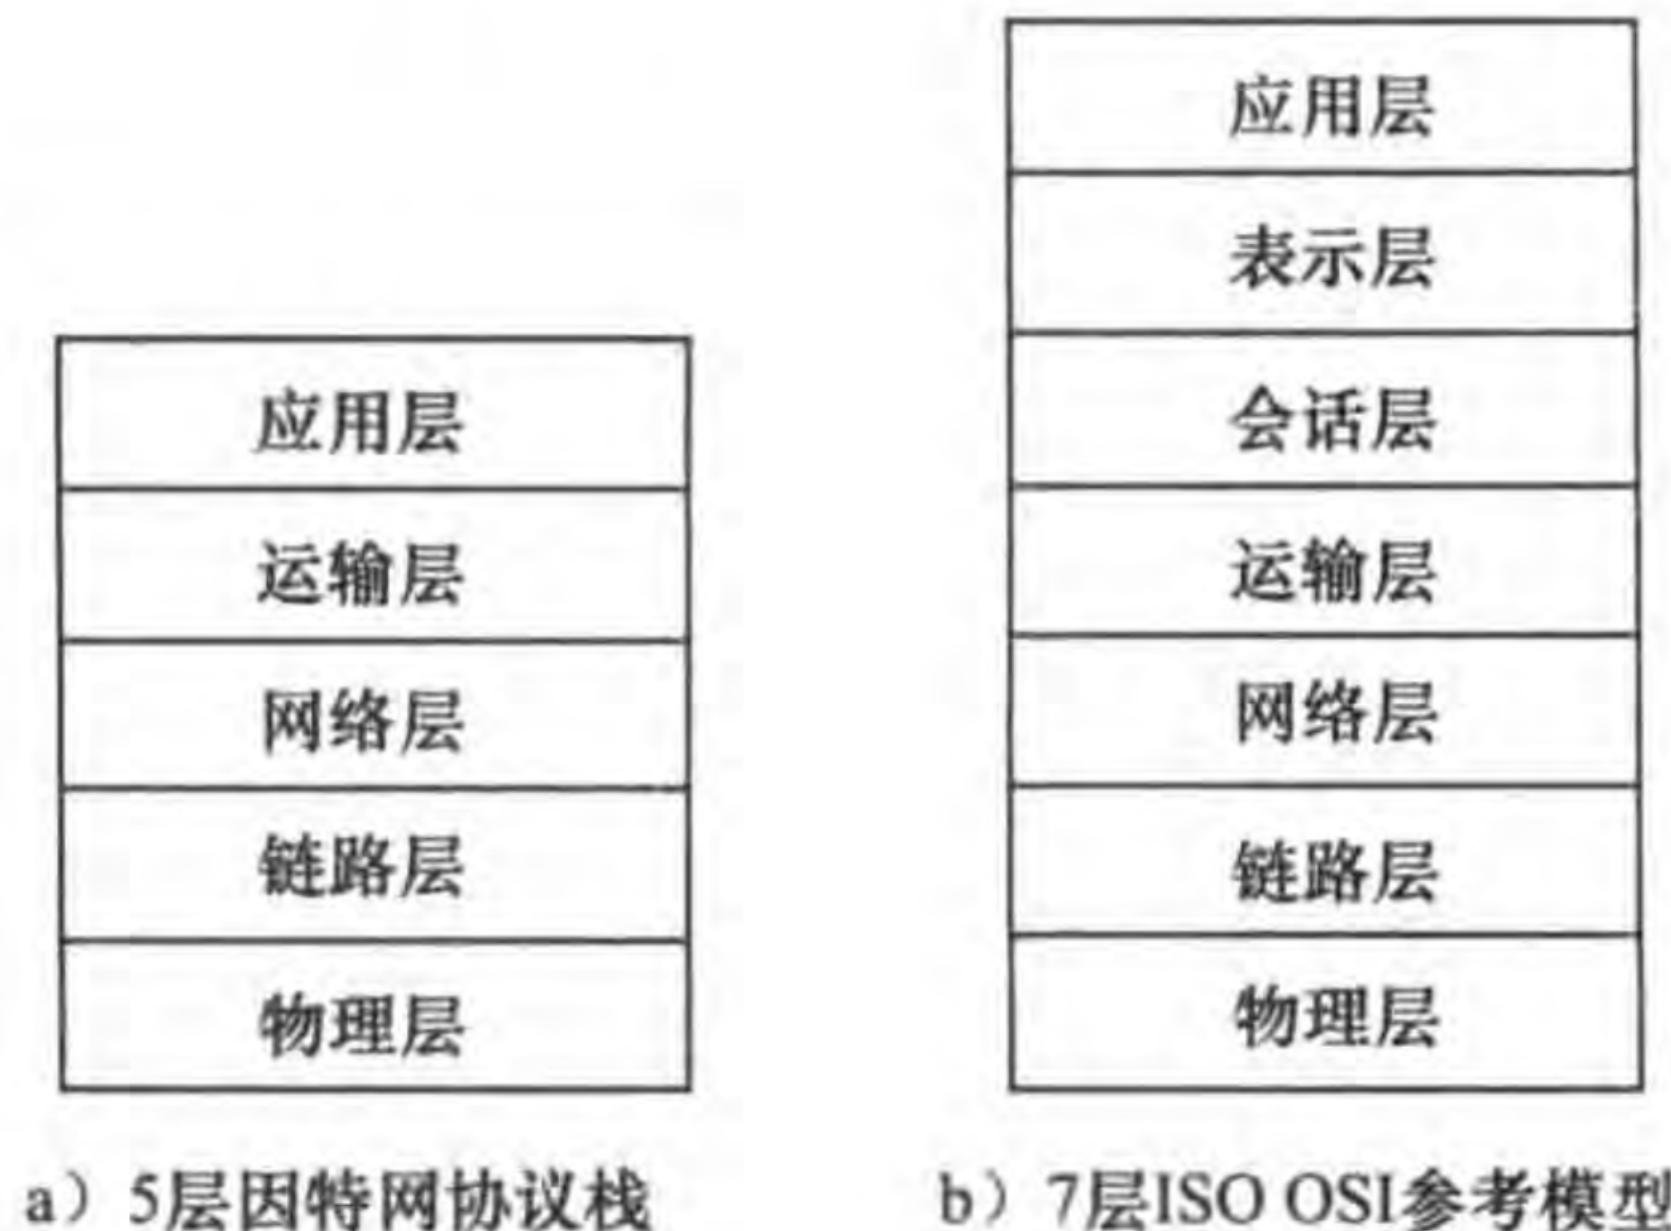 应用层
运输层
网络层
链路层
物理层
a）5层因特网协议栈
应用层
表示层
会话层
运输层
网络层
链路层
物理层
b）7层ISO OSI参考模型